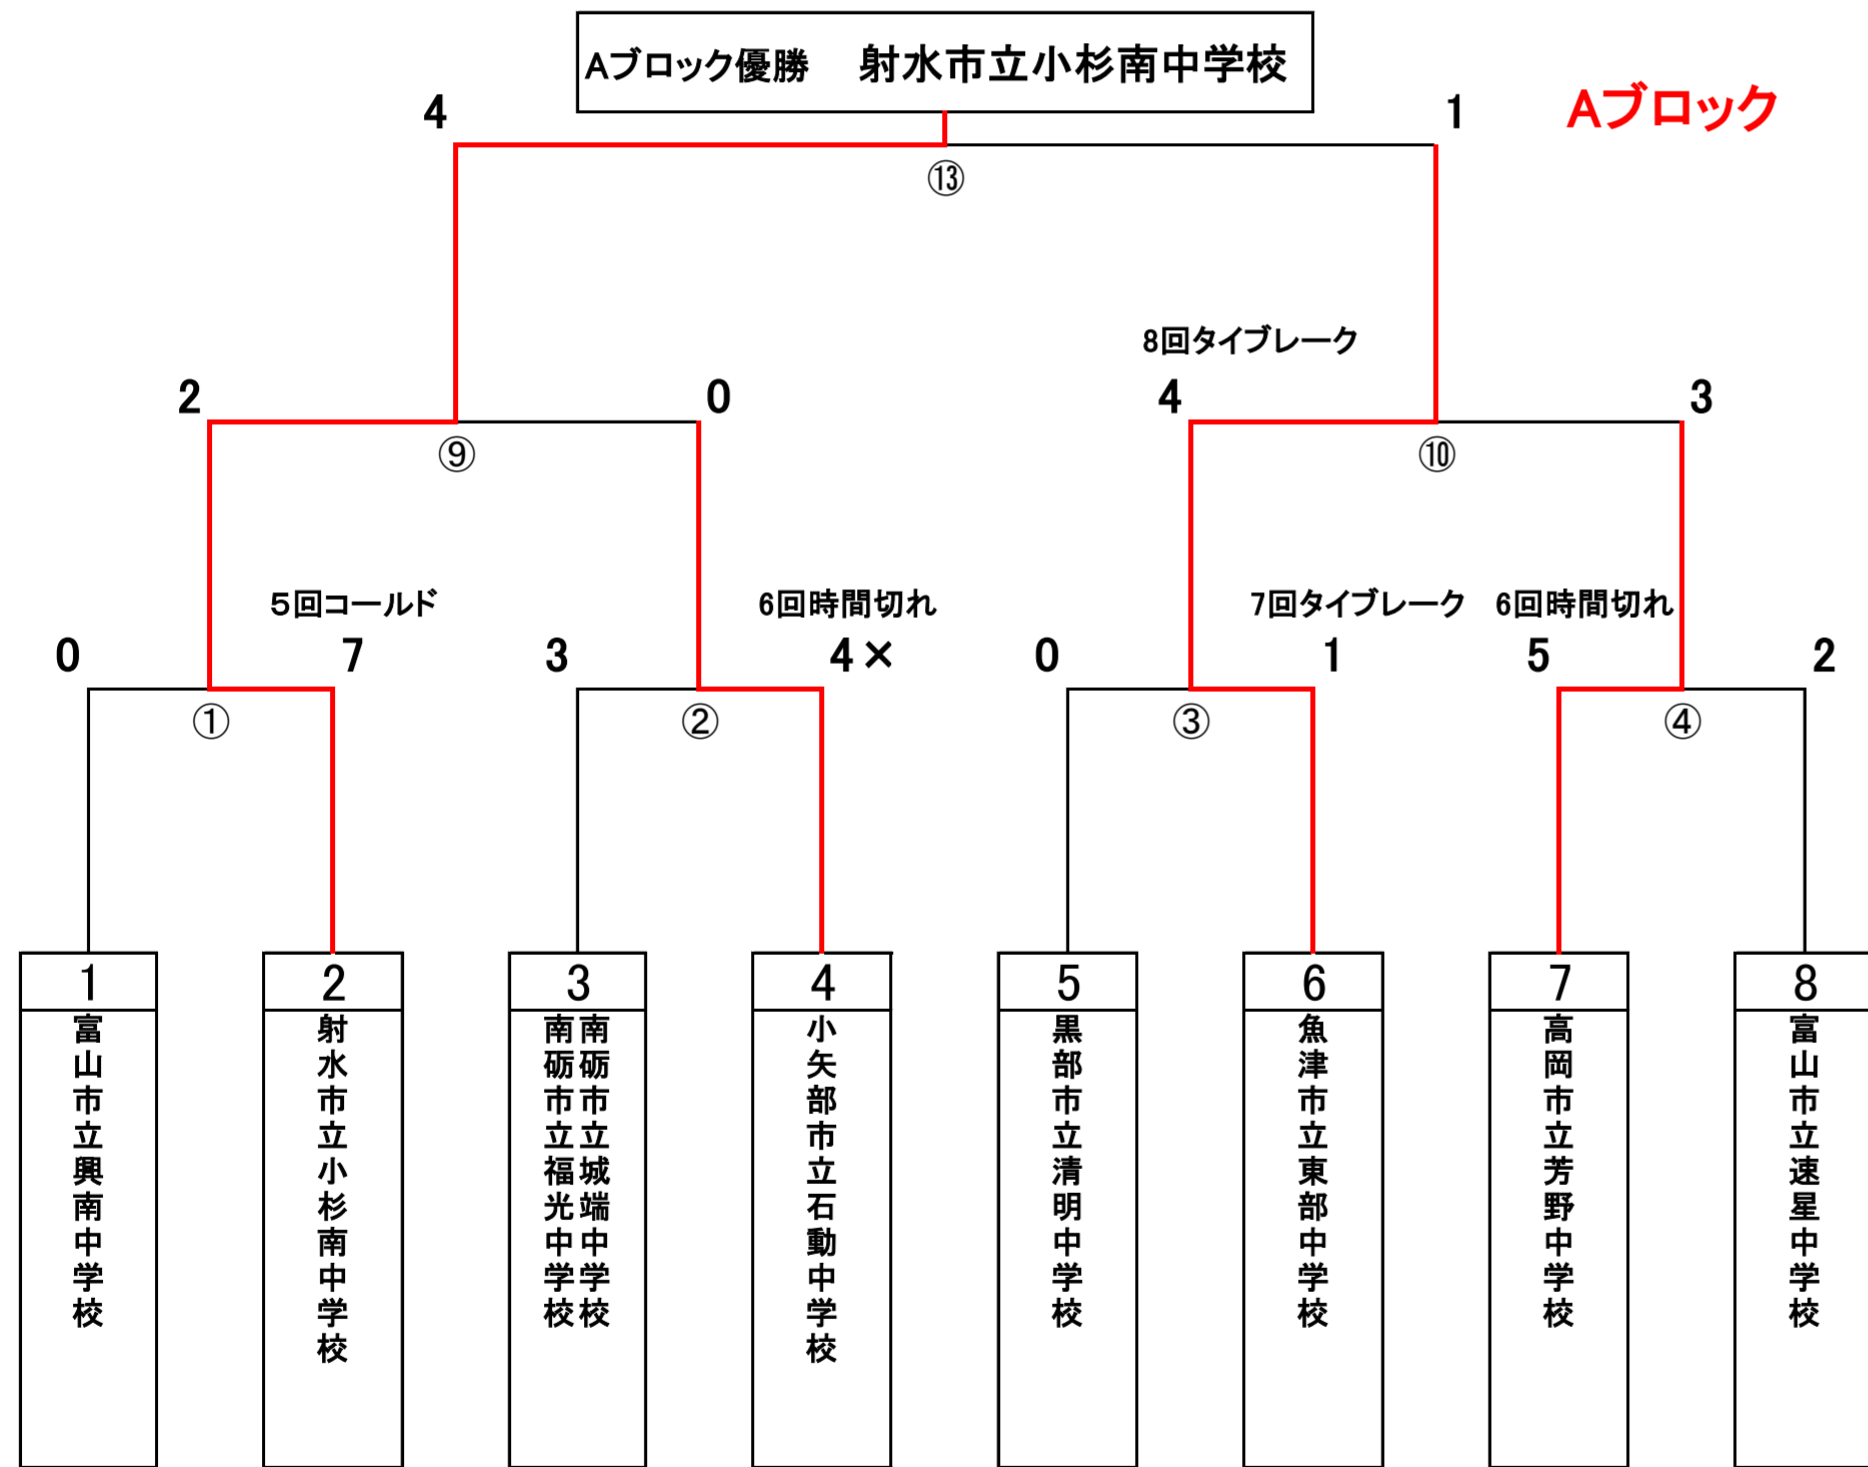 Aブロック優勝　射水市立小杉南中学校
Aブロック
4
1
⑬
8回タイブレーク
2
0
4
3
⑨
⑩
５回コールド
6回時間切れ
7回タイブレーク
6回時間切れ
0
7
3
4×
0
1
5
2
①
②
③
④
1
2
3
4
5
6
7
8
富山市立興南中学校
射水市立小杉南中学校
南砺市立城端中学校
南砺市立福光中学校
小矢部市立石動中学校
黒部市立清明中学校
魚津市立東部中学校
高岡市立芳野中学校
富山市立速星中学校